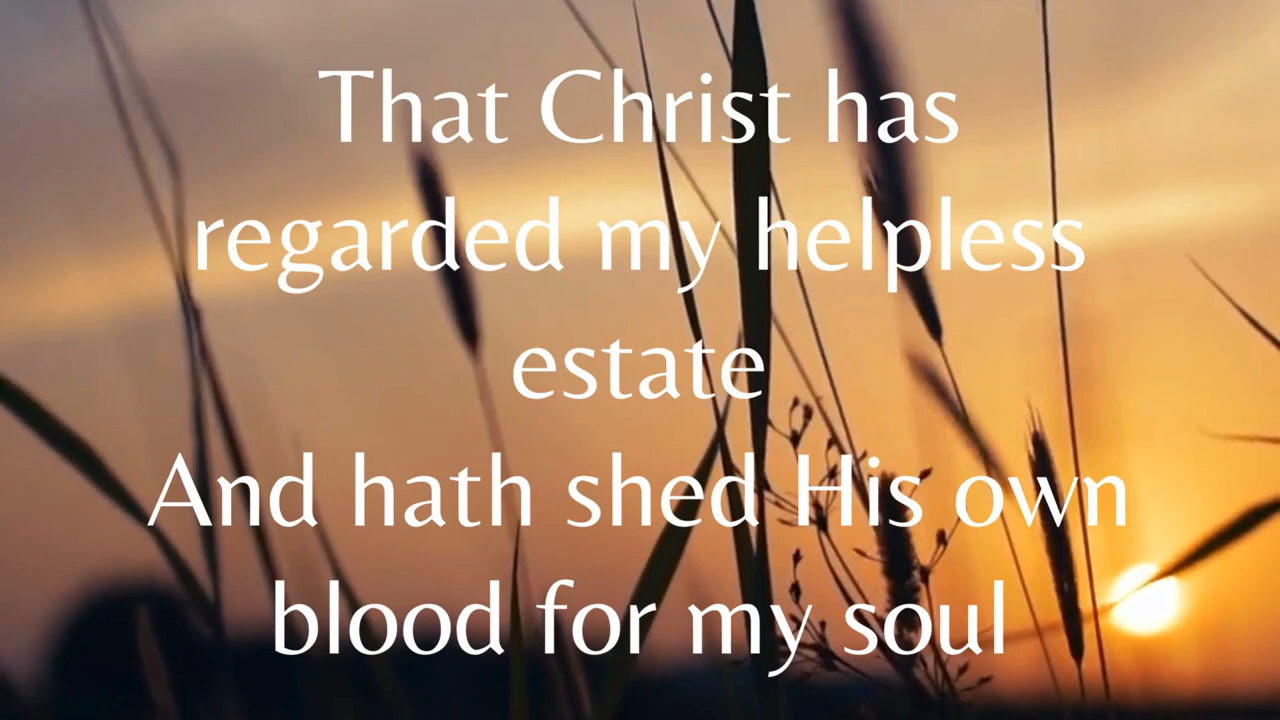 That Christ has
regarded my helpless
estate
And hath shed His own
blood for my soul